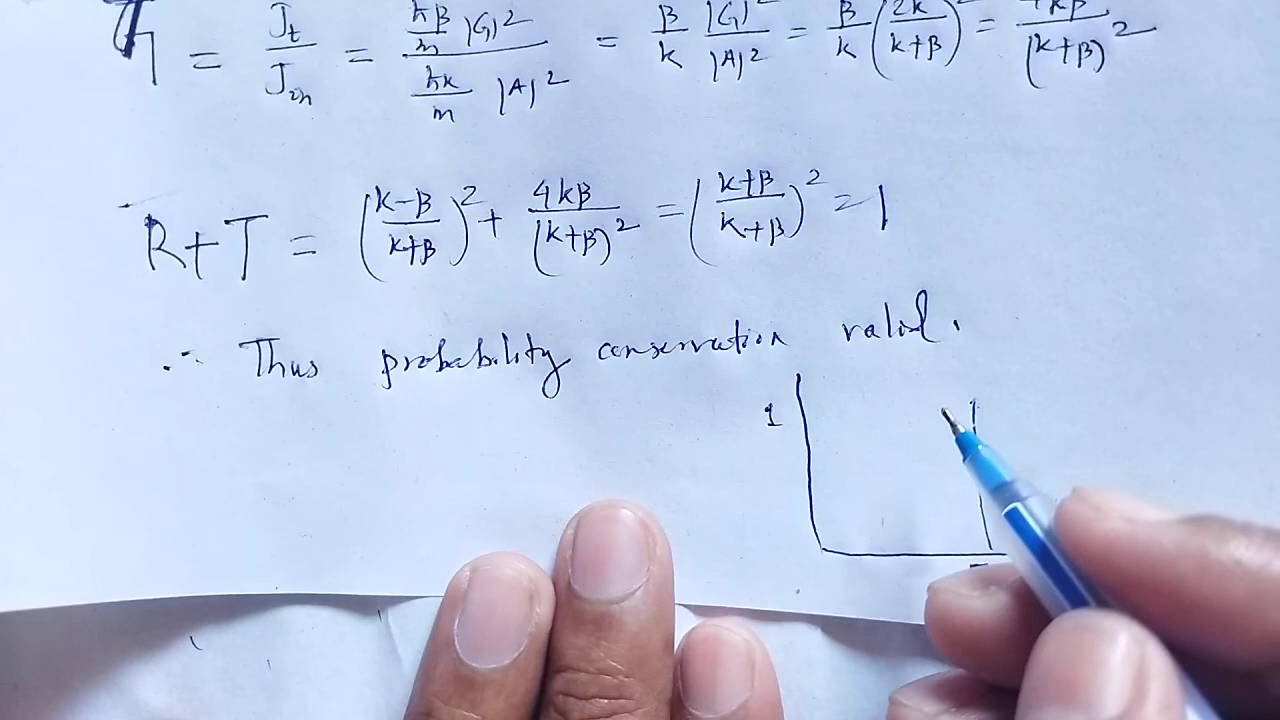 T = J_t / J_in = (ħβ/m |G|²) / (ħk/m |A|²) = β/k |G|²/|A|² = β/k (2k/(k+β))² = 4kβ/(k+β)²
R+T = ((k-β)/(k+β))² + 4kβ/(k+β)² = ((k+β)/(k+β))² = 1
∴ Thus probability conservation valid.
1